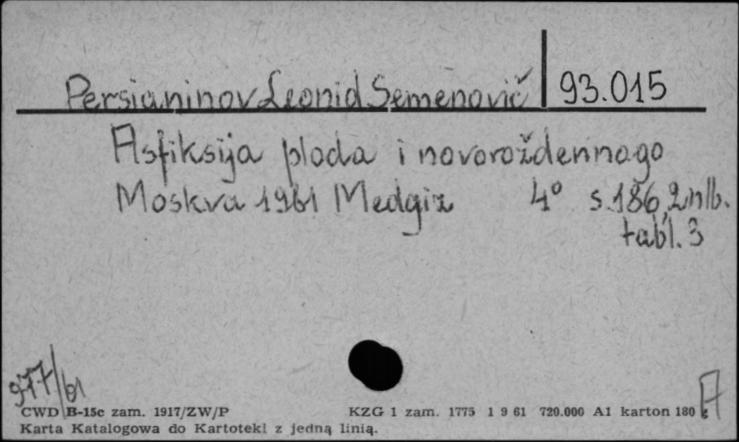 Persianinov Leonid Semenovič 93.015
Asfiksija ploda i novoroždennago
Moskva 1961 Medgiz 4° s. 186, 2 nlb.
tabl. 3
977/61
A
CWD B-15c zam. 1917/ZW/P KZG 1 zam. 1775 1 9 61 720.000 A1 karton 180 g
Karta Katalogowa do Kartoteki z jedną linią.